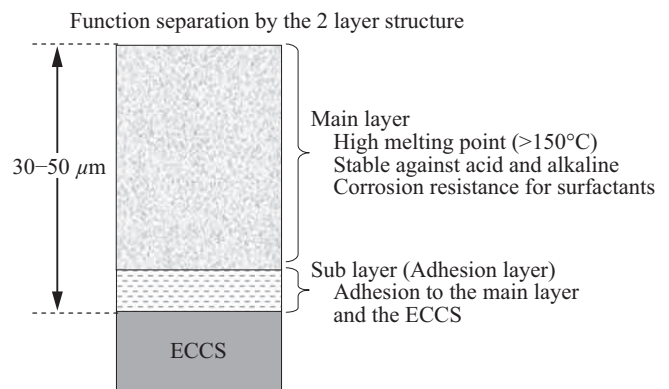 Function separation by the 2 layer structure
30−50 µm
Main layer
High melting point (>150°C)
Stable against acid and alkaline
Corrosion resistance for surfactants
Sub layer (Adhesion layer)
Adhesion to the main layer
and the ECCS
ECCS